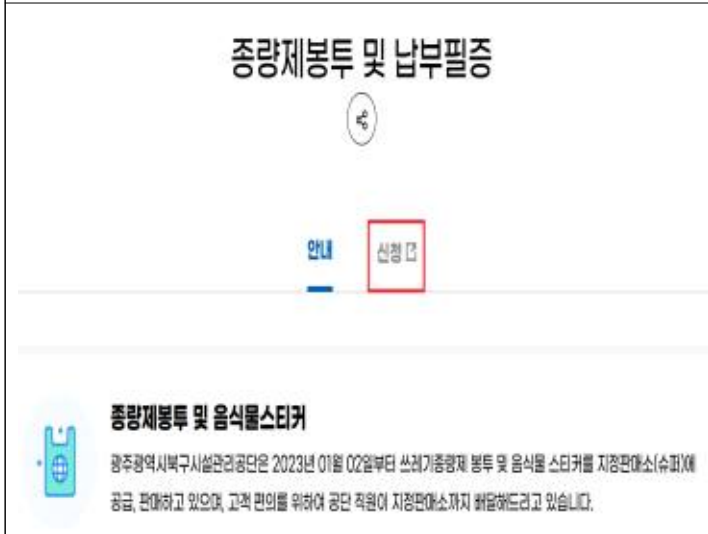 종량제봉투 및 납부필증
안내
신청
종량제봉투 및 음식물스티커
광주광역시북구시설관리공단은 2023년 01월 02일부터 쓰레기종량제 봉투 및 음식물 스티커를 지정판매소(슈퍼)에
공급, 판매하고 있으며, 고객 편의를 위하여 공단 직원이 지정판매소까지 배달해드리고 있습니다.